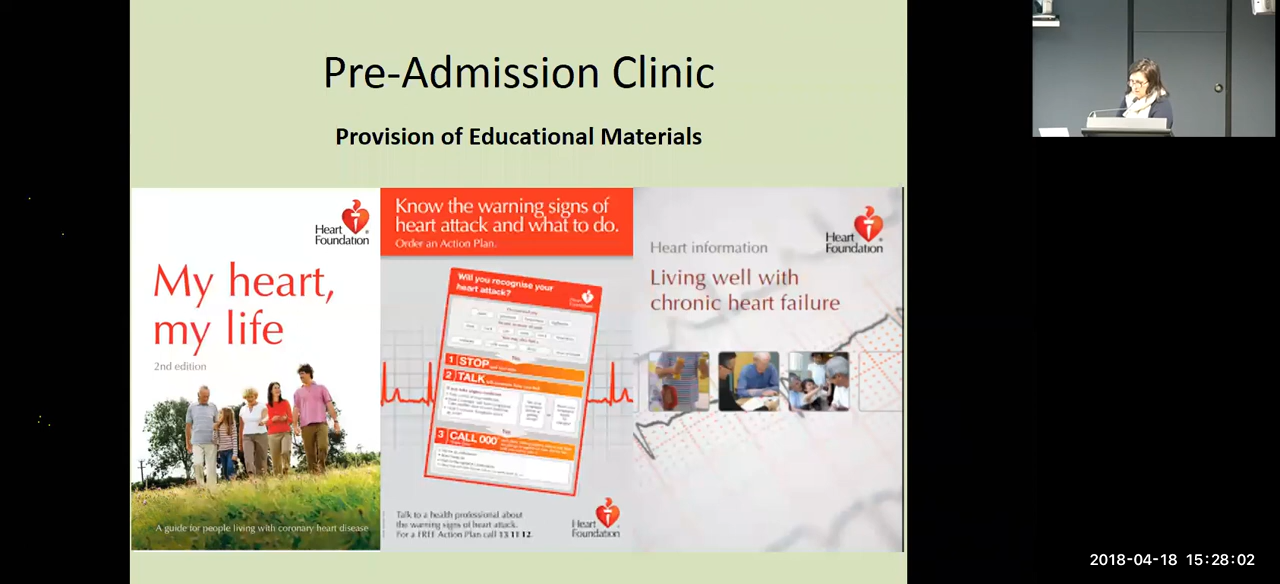 Pre-Admission Clinic
Provision of Educational Materials
Heart
Foundation
My heart,
my life
2nd edition
A guide for people living with coronary heart disease
Know the warning signs of
heart attack and what to do.
Order an Action Plan.
Will you recognise your
heart attack?
Heart
Foundation
1 STOP
2 TALK
3 CALL 000
Talk to a health professional about
the warning signs of heart attack.
For a FREE Action Plan call 13 11 12.
Heart
Foundation
Heart information
Heart
Foundation
Living well with
chronic heart failure
2018-04-18 15:28:02